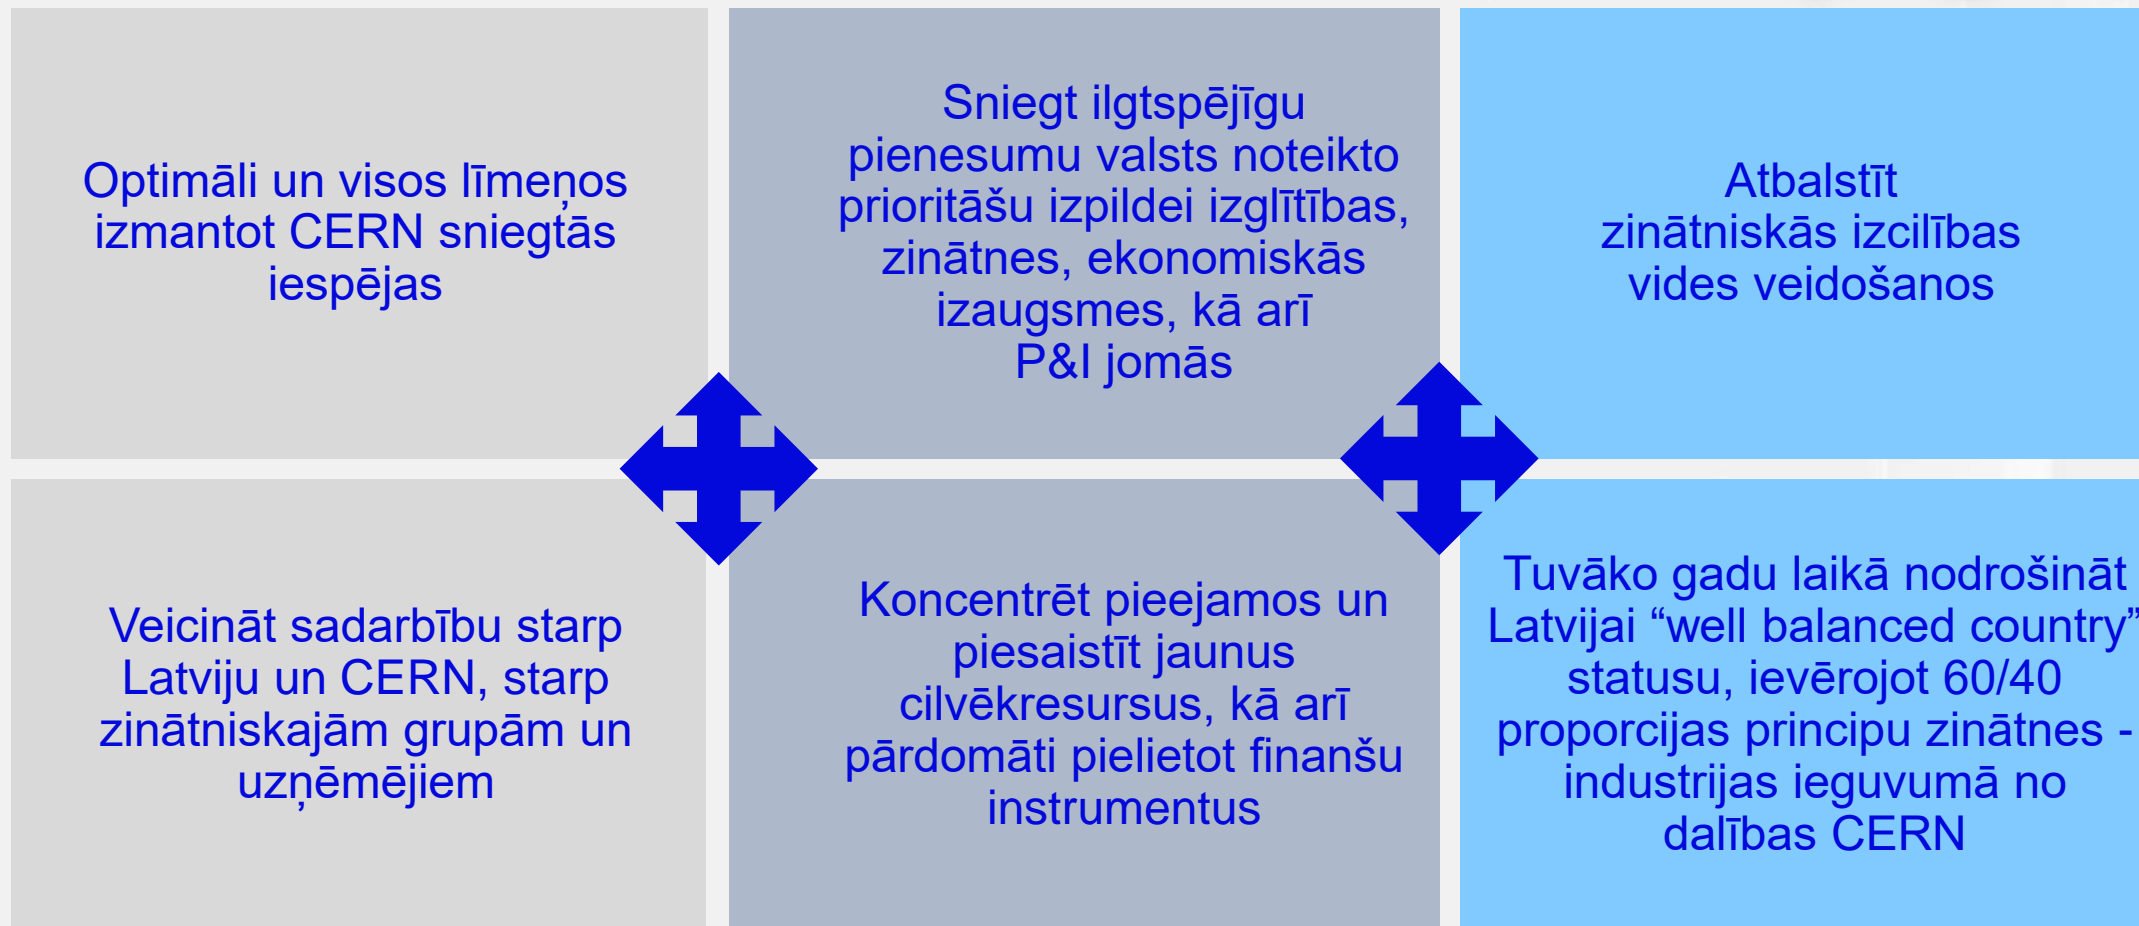 Optimāli un visos līmeņos
izmantot CERN sniegtās
iespējas
Sniegt ilgtspējīgu
pienesumu valsts noteikto
prioritāšu izpildei izglītības,
zinātnes, ekonomiskās
izaugsmes, kā arī
P&I jomās
Atbalstīt
zinātniskās izcilības
vides veidošanos
Veicināt sadarbību starp
Latviju un CERN, starp
zinātniskajām grupām un
uzņēmējiem
Koncentrēt pieejamos un
piesaistīt jaunus
cilvēkresursus, kā arī
pārdomāti pielietot finanšu
instrumentus
Tuvāko gadu laikā nodrošināt
Latvijai “well balanced country”
statusu, ievērojot 60/40
proporcijas principu zinātnes -
industrijas ieguvumā no
dalības CERN